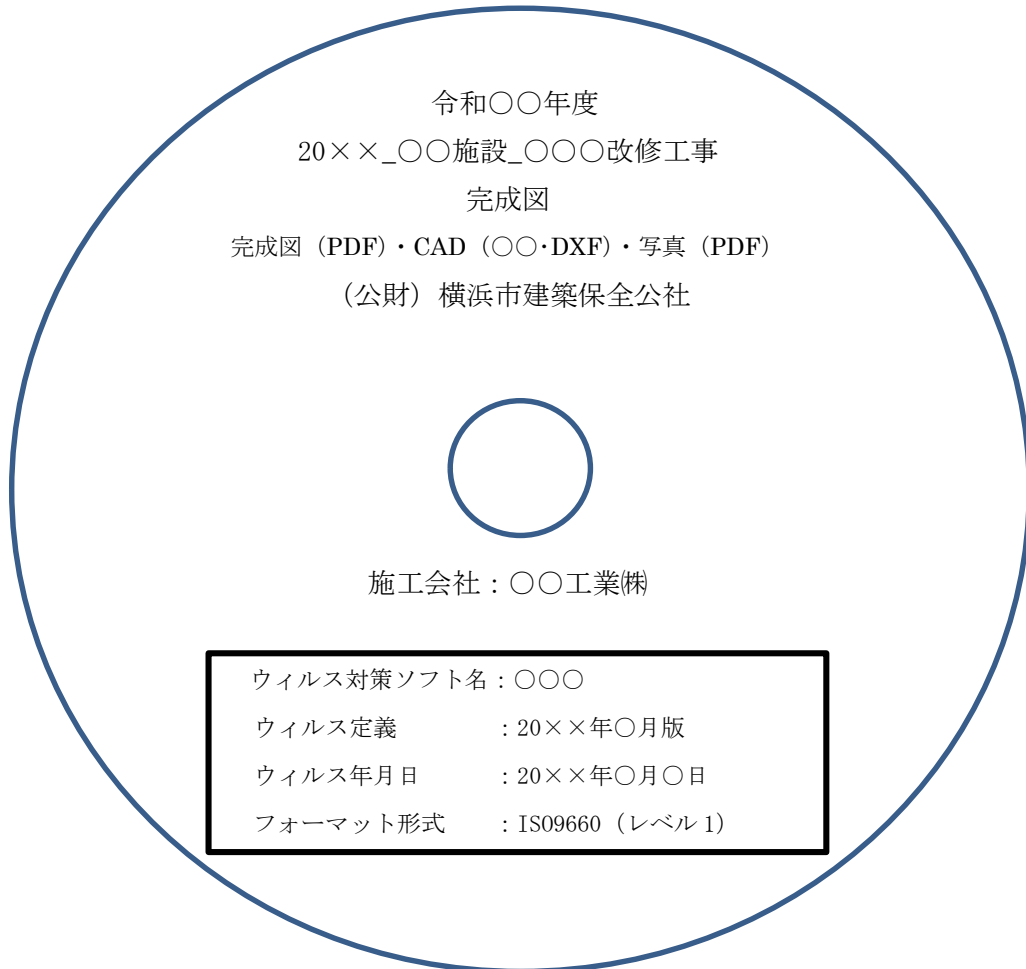 令和〇〇年度
20××_〇〇施設_〇〇〇改修工事
完成図
完成図（PDF）・CAD（〇〇・DXF）・写真（PDF）
（公財）横浜市建築保全公社
施工会社：〇〇工業㈱
ウィルス対策ソフト名：〇〇〇
ウィルス定義　　　　：20××年〇月版
ウィルス年月日　　　：20××年〇月〇日
フォーマット形式　　：ISO9660（レベル1）